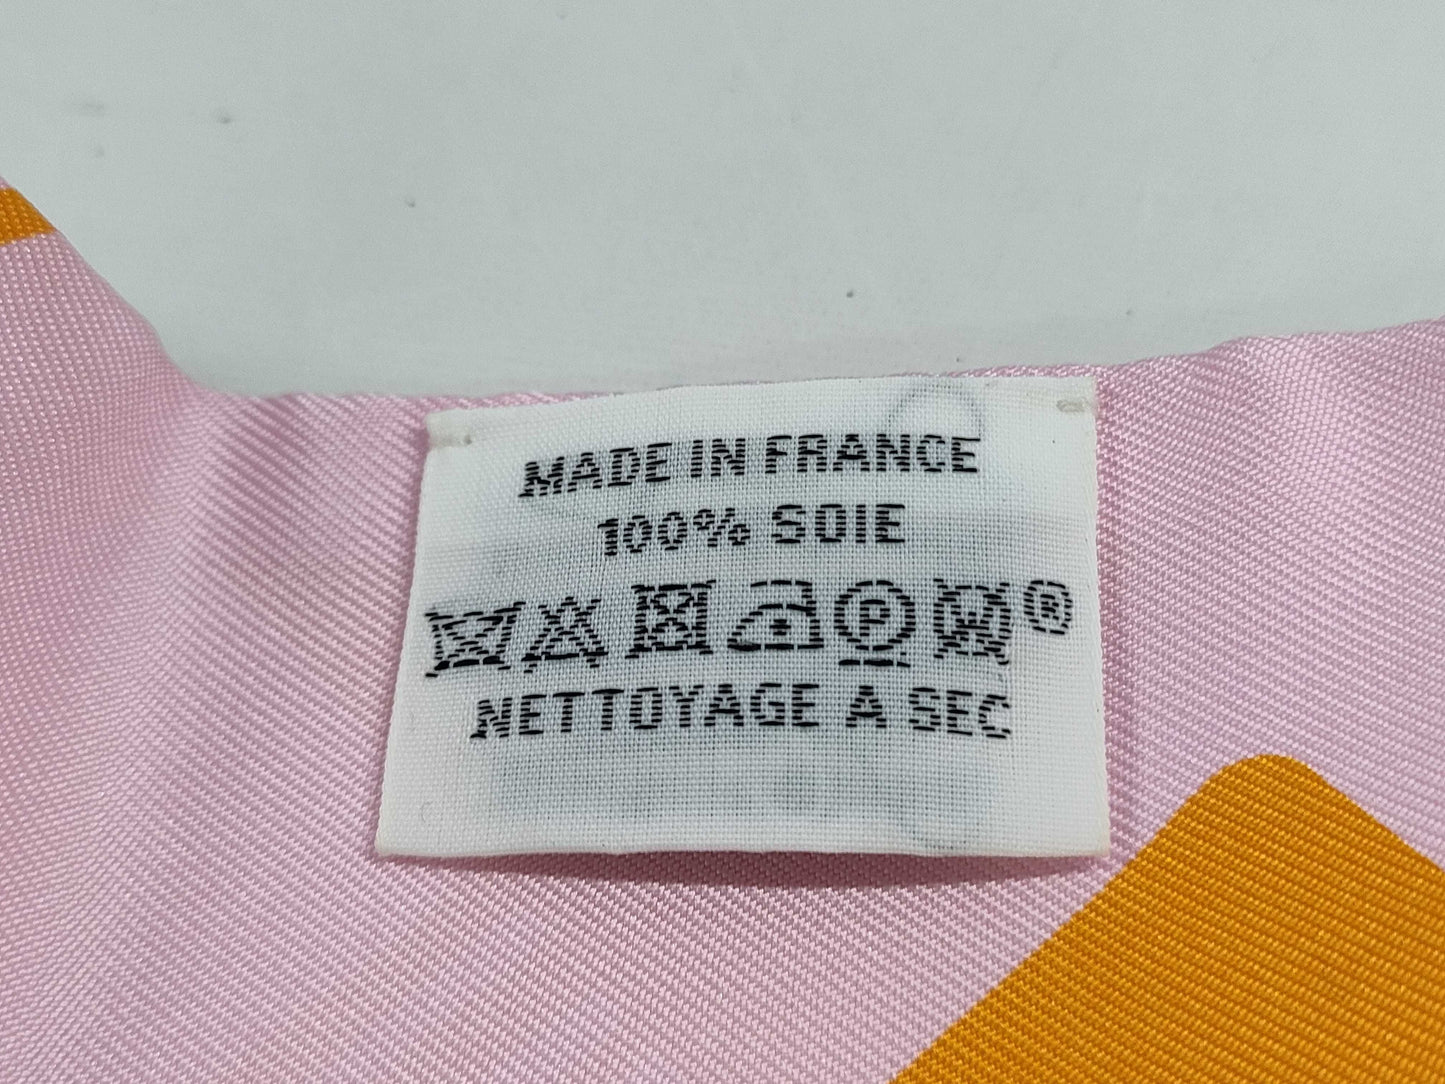 MADE IN FRANCE
100% SOIE
P W ®
NETTOYAGE A SEC